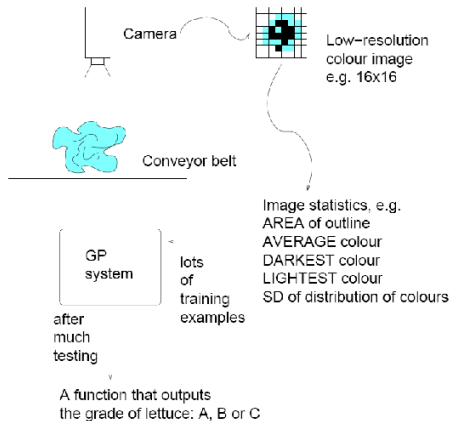 Camera
Low-resolution
colour image
e.g. 16x16
Conveyor belt
Image statistics, e.g.
AREA of outline
AVERAGE colour
DARKEST colour
LIGHTEST colour
SD of distribution of colours
GP
system
lots
of
training
examples
after
much
testing
A function that outputs
the grade of lettuce: A, B or C